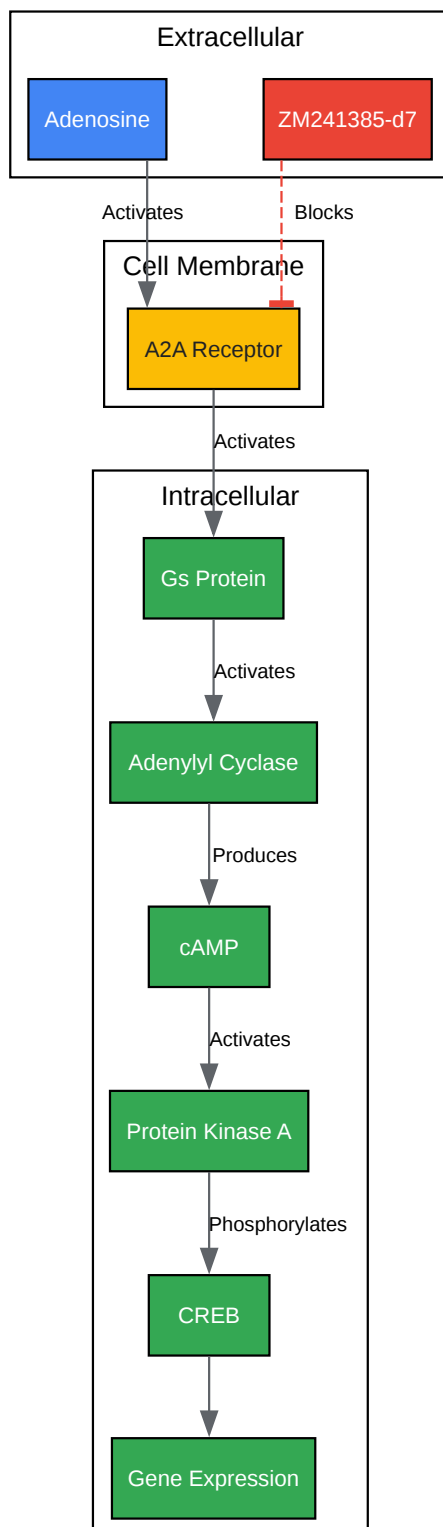 Extracellular
Adenosine
ZM241385-d7
Activates
Blocks
Cell Membrane
A2A Receptor
Activates
Intracellular
Gs Protein
Activates
Adenylyl Cyclase
Produces
cAMP
Activates
Protein Kinase A
Phosphorylates
CREB
Gene Expression